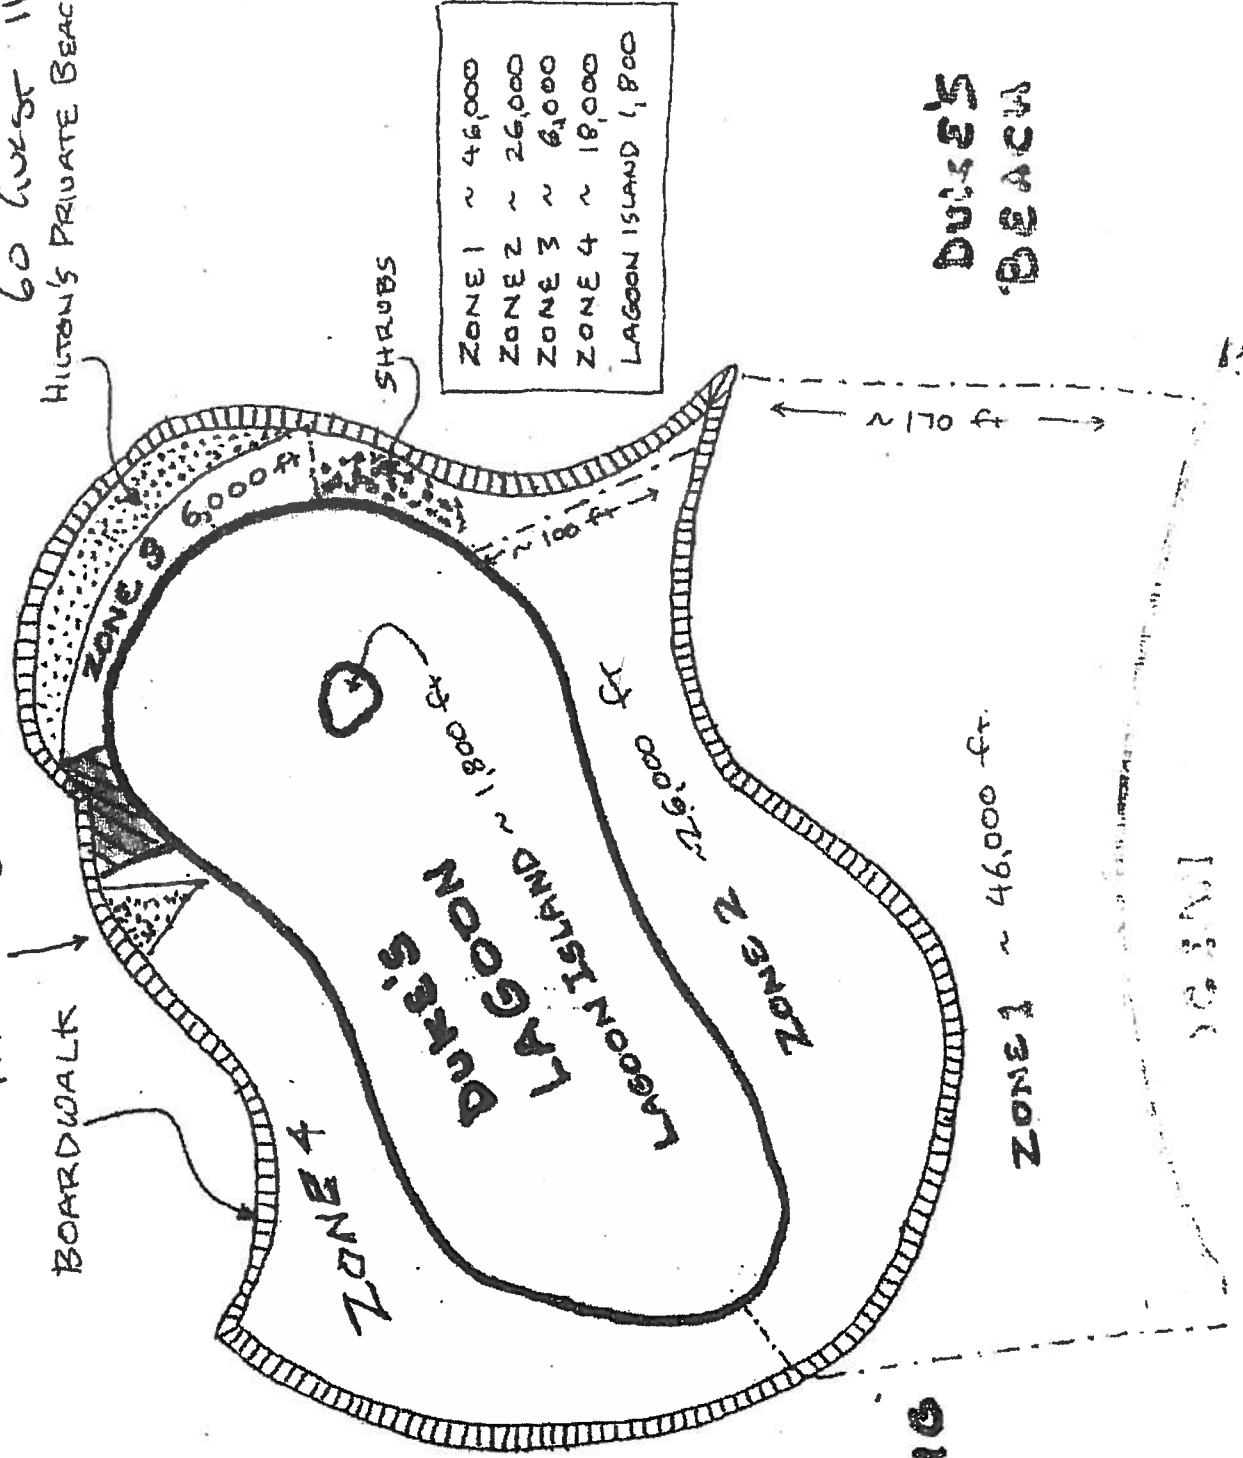 60 Guest
HILTON'S PRIVATE
SHRUBS
ZONE 1 ~ 46,000
ZONE 2 ~ 26,000
ZONE 3 ~ 6,000
ZONE 4 ~ 18,000
LAGOON ISLAND 1,800
DUKE'S
BEACH
BOARDWALK
ZONE 3 6,000 ft
ZONE 4
DUKE'S
LAGOON
LAGOON ISLAND ~ 1,800 ft
~ 100 ft
~ 170 ft
ZONE 2 ~26,000 ft
ZONE 1 ~ 46,000 ft.